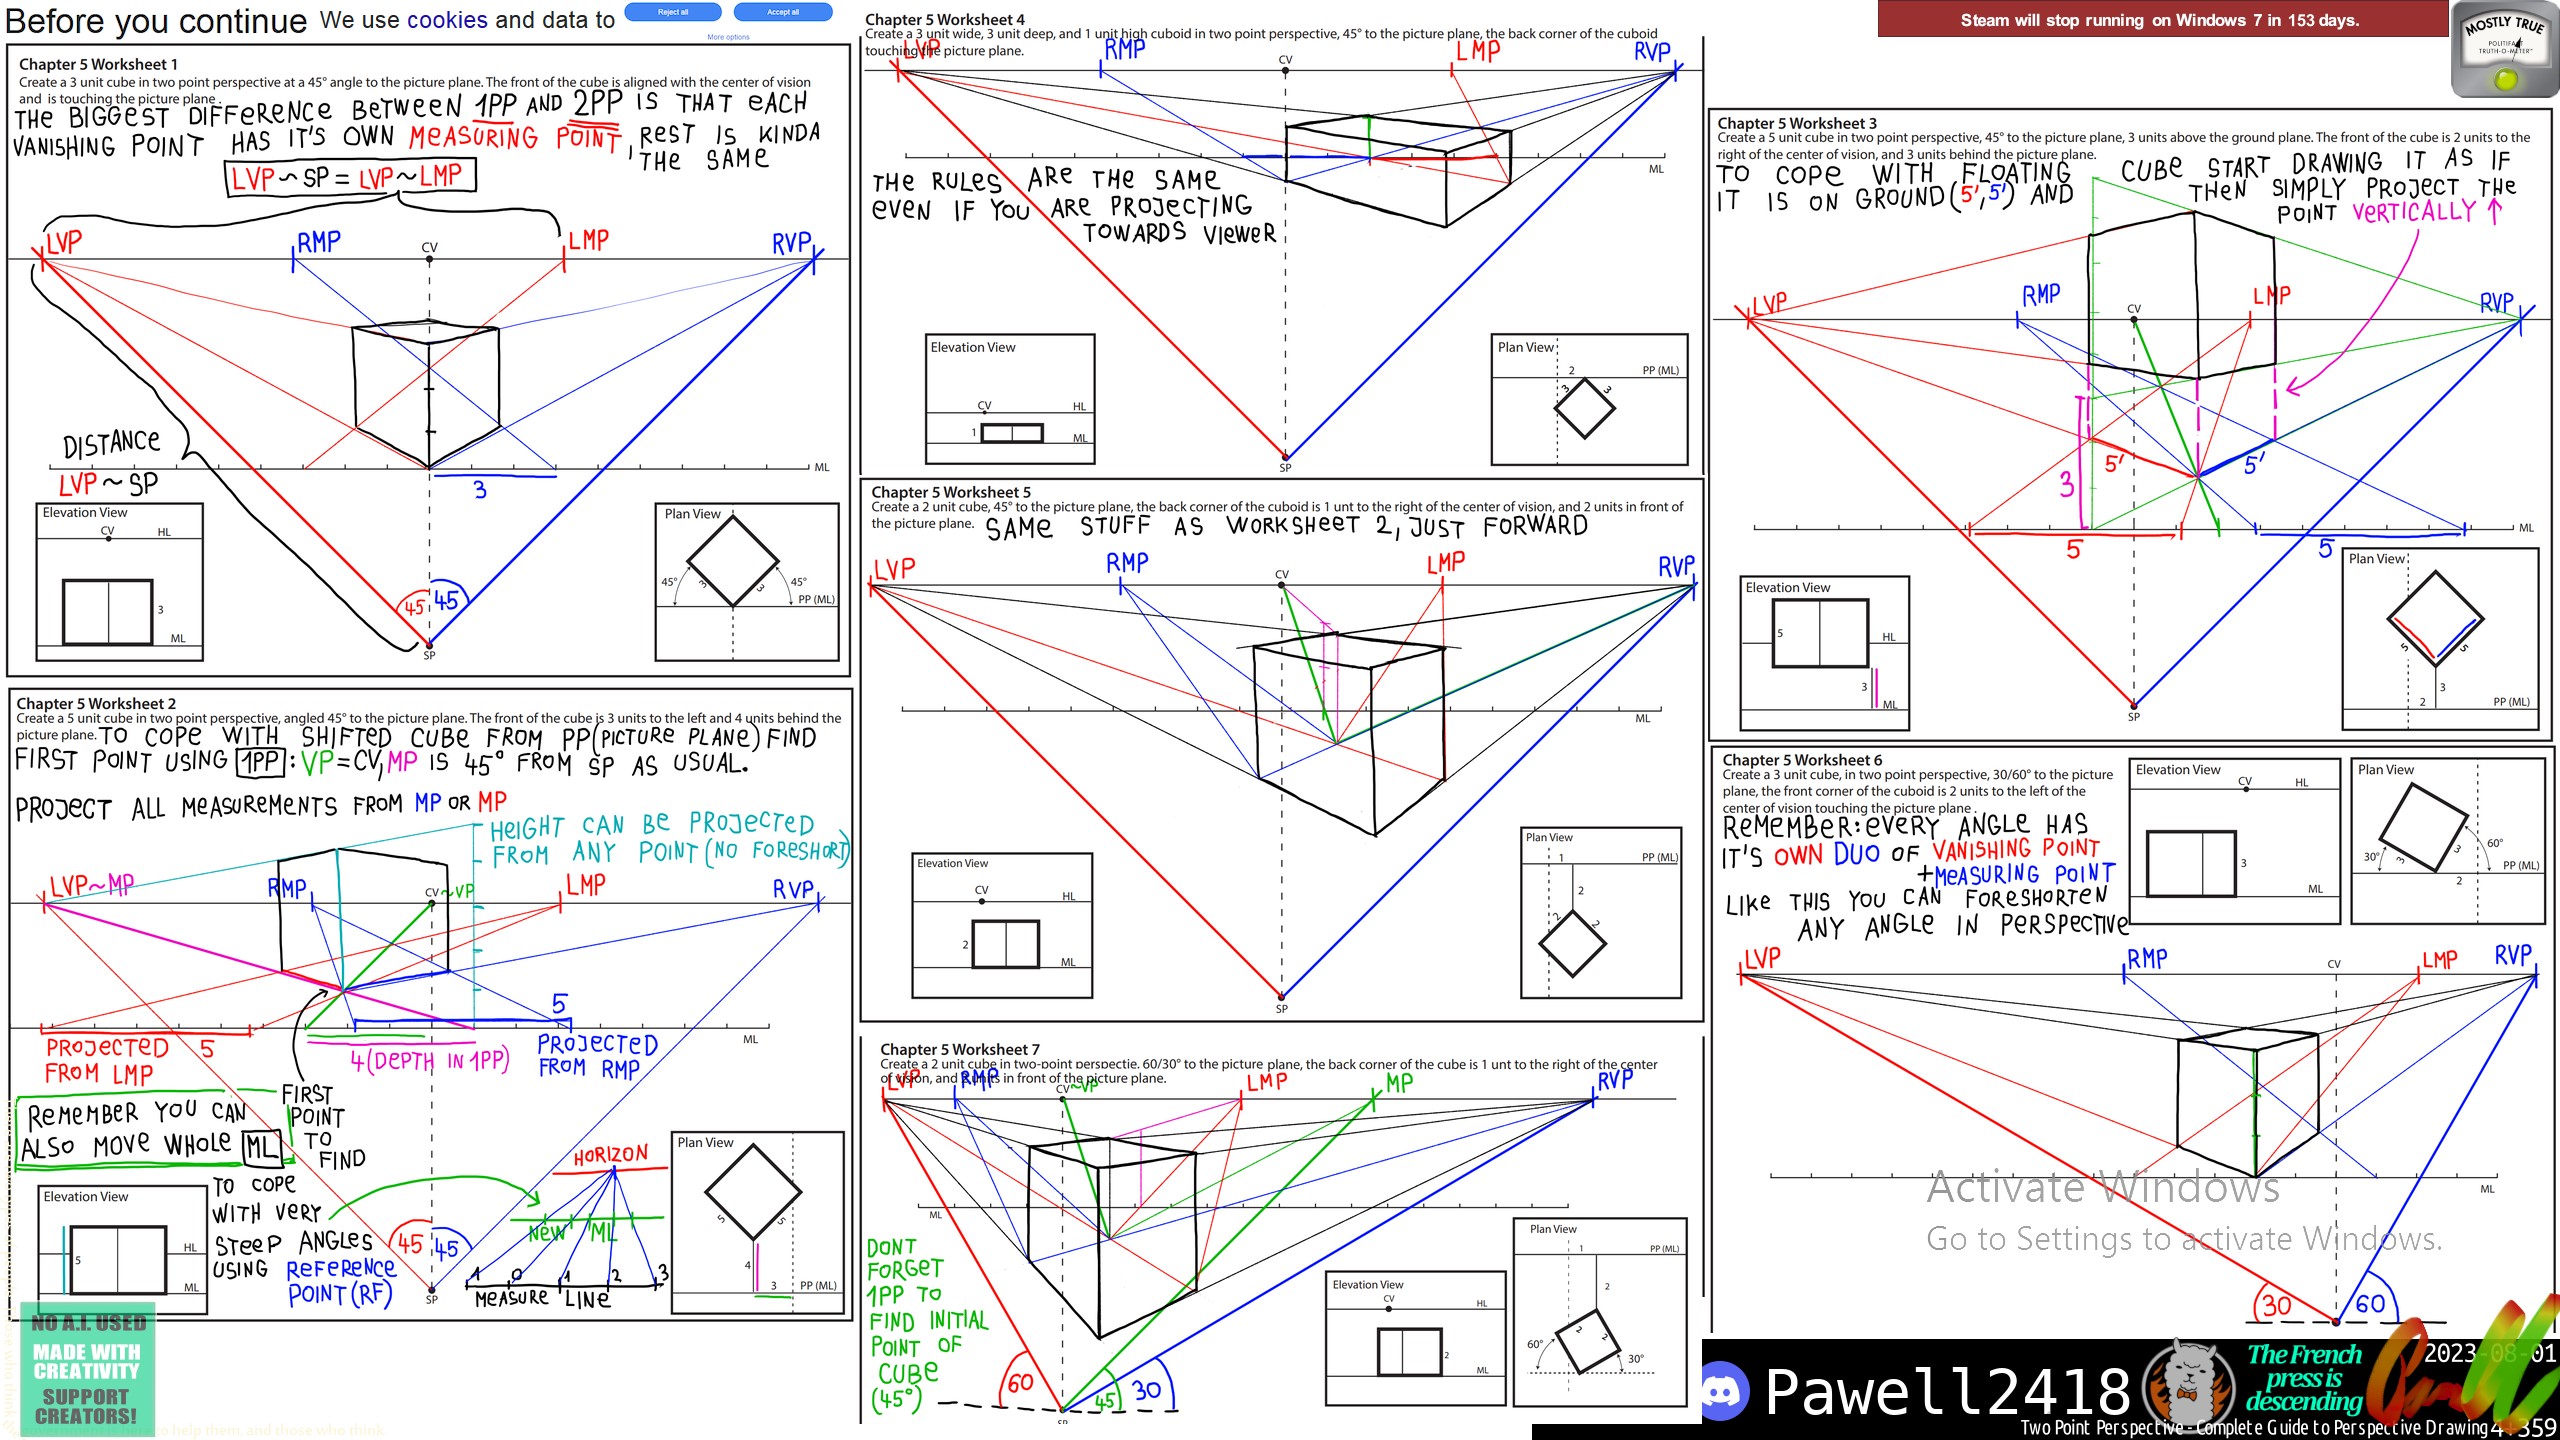 Before you continue We use cookies and data to
Reject all
Accept all
More options
Chapter 5 Worksheet 1
Create a 3 unit cube in two point perspective at a 45° angle to the picture plane. The front of the cube is aligned with the center of vision
and is touching the picture plane .
THE BIGGEST DIFFERENCE BETWEEN 1PP AND 2PP IS THAT EACH
VANISHING POINT HAS IT'S OWN MEASURING POINT, REST IS KINDA
THE SAME
LVP ~ SP = LVP ~ LMP
LVP
RMP
CV
LMP
RVP
DISTANCE
LVP ~ SP
3
ML
45
45
SP
Elevation View
CV
HL
3
ML
Plan View
45°
3
3
45°
PP (ML)
Chapter 5 Worksheet 2
Create a 5 unit cube in two point perspective, angled 45° to the picture plane. The front of the cube is 3 units to the left and 4 units behind the
picture plane.
TO COPE WITH SHIFTED CUBE FROM PP(PICTURE PLANE) FIND
FIRST POINT USING 1PP: VP=CV, MP IS 45° FROM SP AS USUAL.
PROJECT ALL MEASUREMENTS FROM MP OR MP
HEIGHT CAN BE PROJECTED
FROM ANY POINT (NO FORESHORT)
LVP~MP
RMP
CV ~VP
LMP
RVP
5
ML
PROJECTED 5
FROM LMP
4(DEPTH IN 1PP)
PROJECTED
FROM RMP
REMEMBER YOU CAN
ALSO MOVE WHOLE ML
FIRST
POINT
TO
FIND
TO COPE
WITH VERY
STEEP ANGLES
USING REFERENCE
POINT(RF)
45
45
SP
HORIZON
NEW ML
-1 0 1 2 3
MEASURE LINE
Elevation View
5
HL
ML
Plan View
5
5
4
3
PP (ML)
NO A.I. USED
MADE WITH
CREATIVITY
SUPPORT
CREATORS!
to help them, and those who think.
Chapter 5 Worksheet 4
Create a 3 unit wide, 3 unit deep, and 1 unit high cuboid in two point perspective, 45° to the picture plane, the back corner of the cuboid
touching the picture plane.
LVP
RMP
CV
LMP
RVP
ML
THE RULES ARE THE SAME
EVEN IF YOU ARE PROJECTING
TOWARDS VIEWER
Elevation View
CV
HL
1
ML
Plan View
2
PP (ML)
3
3
SP
Chapter 5 Worksheet 5
Create a 2 unit cube, 45° to the picture plane, the back corner of the cuboid is 1 unt to the right of the center of vision, and 2 units in front of
the picture plane.
SAME STUFF AS WORKSHEET 2, JUST FORWARD
LVP
RMP
CV
LMP
RVP
ML
Elevation View
CV
HL
2
ML
Plan View
1
PP (ML)
2
2
2
SP
Chapter 5 Worksheet 7
Create a 2 unit cube in two-point perspectie. 60/30° to the picture plane, the back corner of the cube is 1 unt to the right of the center
of vision, and 2 units in front of the picture plane.
LVP
RMP
CV ~VP
LMP
MP
RVP
ML
DONT
FORGET
1PP TO
FIND INITIAL
POINT OF
CUBE
(45°)
60
45
30
SP
Elevation View
CV
HL
2
ML
Plan View
1
PP (ML)
2
2
2
60°
30°
Steam will stop running on Windows 7 in 153 days.
MOSTLY TRUE
POLITIFACT
TRUTH-O-METER™
Chapter 5 Worksheet 3
Create a 5 unit cube in two point perspective, 45° to the picture plane, 3 units above the ground plane. The front of the cube is 2 units to the
right of the center of vision, and 3 units behind the picture plane.
TO COPE WITH FLOATING CUBE START DRAWING IT AS IF
IT IS ON GROUND(5',5') AND THEN SIMPLY PROJECT THE
POINT VERTICALLY ↑
LVP
RMP
CV
LMP
RVP
3
5'
5'
5
5
ML
SP
Elevation View
5
HL
3
ML
Plan View
5
5
3
2
PP (ML)
Chapter 5 Worksheet 6
Create a 3 unit cube, in two point perspective, 30/60° to the picture
plane, the front corner of the cuboid is 2 units to the left of the
center of vision touching the picture plane .
REMEMBER: EVERY ANGLE HAS
IT'S OWN DUO OF VANISHING POINT
+MEASURING POINT
LIKE THIS YOU CAN FORESHORTEN
ANY ANGLE IN PERSPECTIVE
Elevation View
CV
HL
3
ML
Plan View
30°
3
3
60°
PP (ML)
2
LVP
RMP
CV
LMP
RVP
ML
Activate Windows
Go to Settings to activate Windows.
30
60
Pawell2418
The French
press is
descending
2023-08-01
Two Point Perspective - Complete Guide to Perspective Drawing 4+359